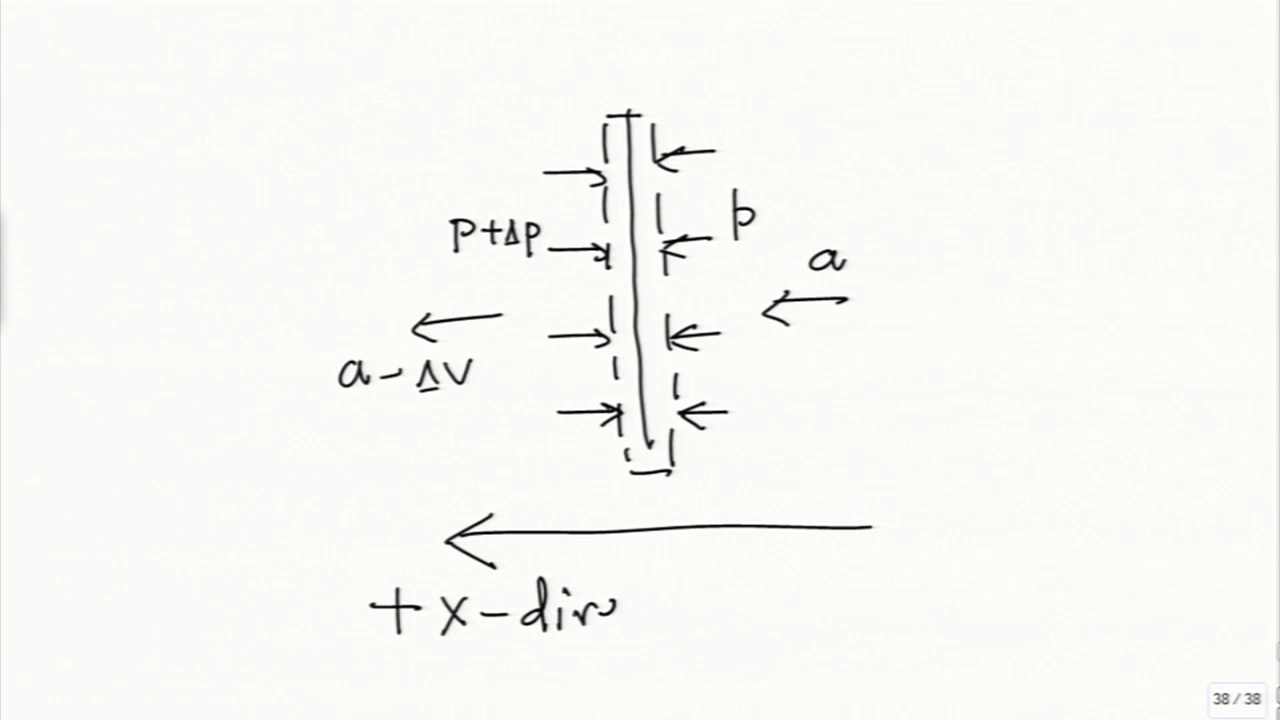 p+Δp
p
a
a-ΔV
+x-dir
38/38